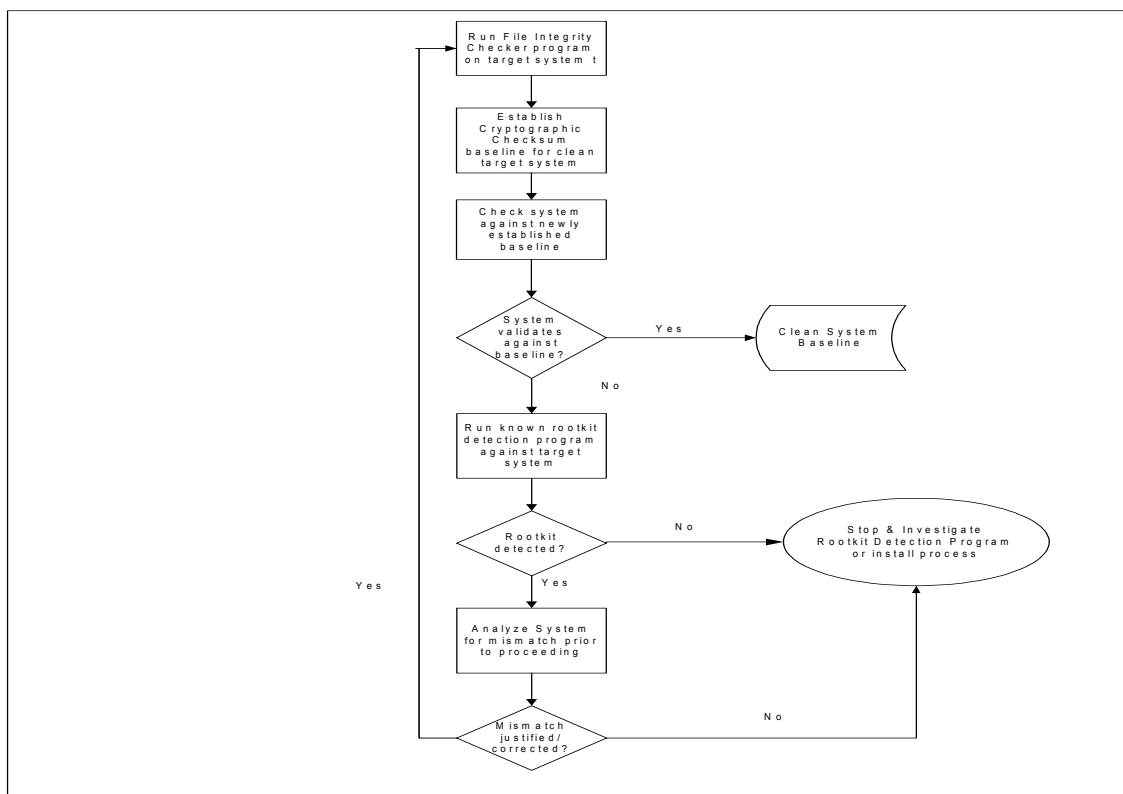 Run File Integrity
Checker program
on target system t
Establish
Cryptographic
Checksum
baseline for clean
target system
Check system
against newly
established
baseline
System
validates
against
baseline?
Yes
Clean System
Baseline
No
Run known rootkit
detection program
against target
system
Rootkit
detected?
No
Stop & Investigate
Rootkit Detection Program
or install process
Yes
Yes
Analyze System
for mismatch prior
to proceeding
Mismatch
justified/
corrected?
No